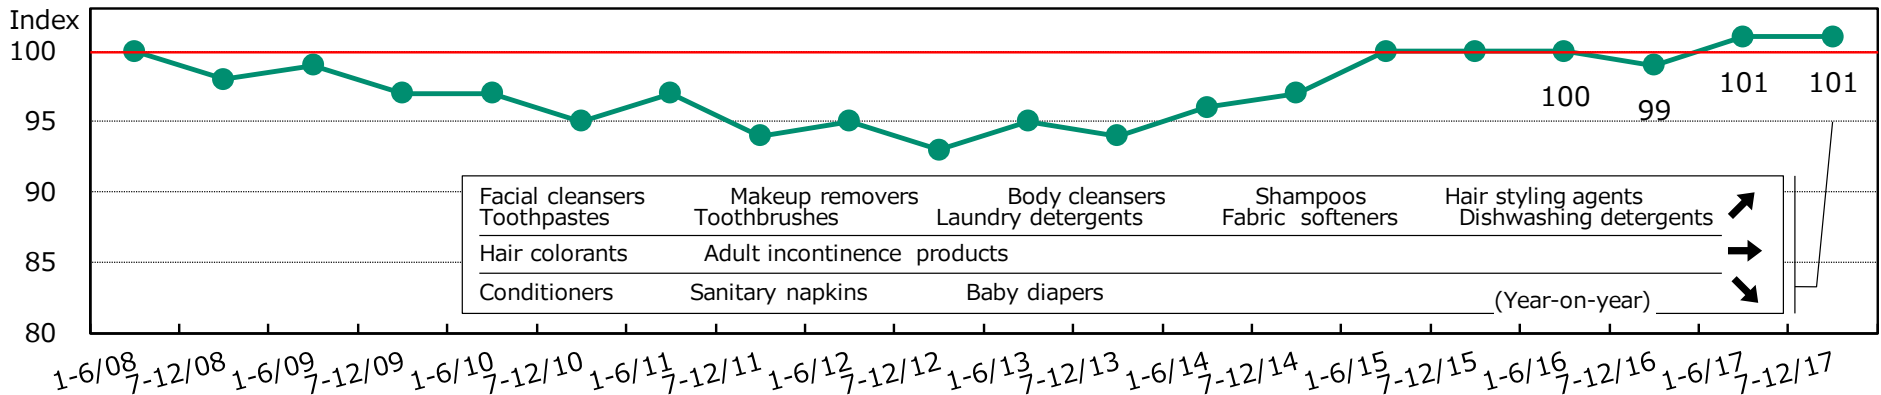 Index
100
95
90
85
80
100
99
101
101
Facial cleansers Makeup removers Body cleansers Shampoos Hair styling agents
Toothpastes Toothbrushes Laundry detergents Fabric softeners Dishwashing detergents
Hair colorants Adult incontinence products
Conditioners Sanitary napkins Baby diapers
(Year-on-year)
1-6/08 7-12/08 1-6/09 7-12/09 1-6/10 7-12/10 1-6/11 7-12/11 1-6/12 7-12/12 1-6/13 7-12/13 1-6/14 7-12/14 1-6/15 7-12/15 1-6/16 7-12/16 1-6/17 7-12/17